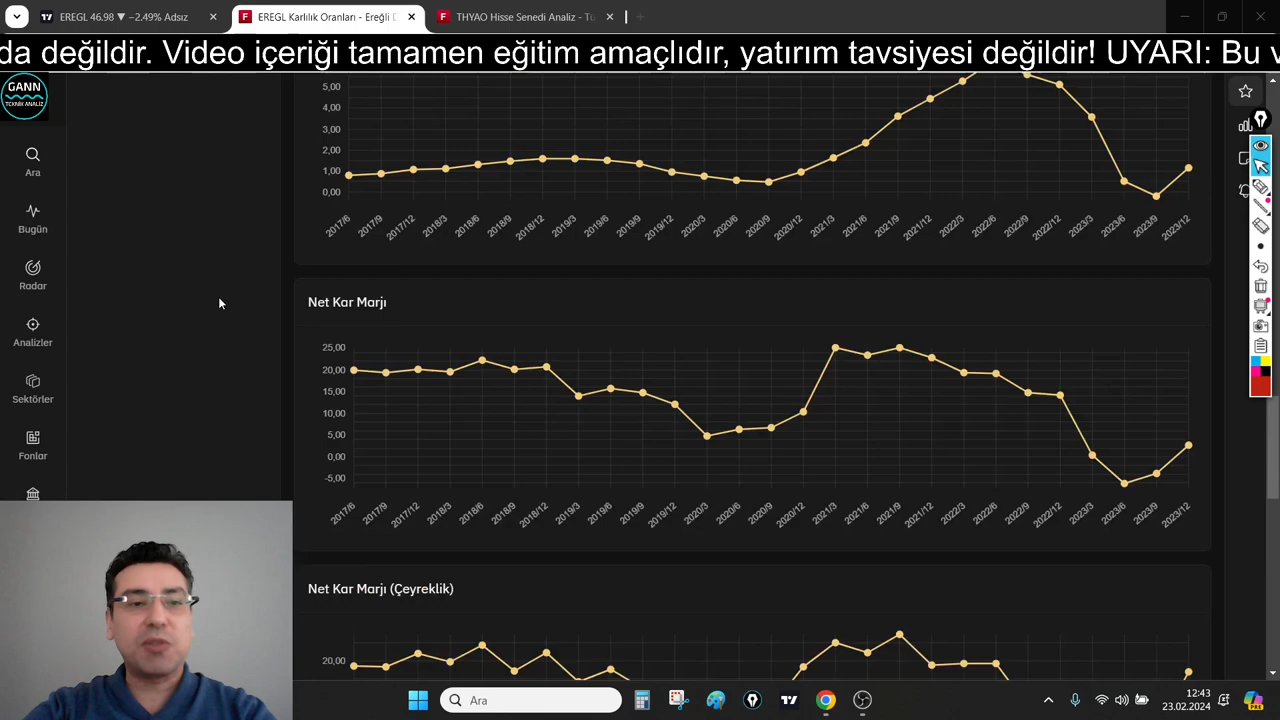 EREGL 46.98 ▼ −2.49% Adsız
EREGL Karlılık Oranları - Ereğli D
THYAO Hisse Senedi Analiz - Tu
da değildir. Video içeriği tamamen eğitim amaçlıdır, yatırım tavsiyesi değildir! UYARI: Bu v
GANN
TEKNİK ANALİZ
Ara
Bugün
Radar
Analizler
Sektörler
Fonlar
5,00
4,00
3,00
2,00
1,00
0,00
2017/6 2017/9 2017/12 2018/3 2018/6 2018/9 2018/12 2019/3 2019/6 2019/9 2019/12 2020/3 2020/6 2020/9 2020/12 2021/3 2021/6 2021/9 2021/12 2022/3 2022/6 2022/9 2022/12 2023/3 2023/6 2023/9 2023/12
Net Kar Marjı
25,00
20,00
15,00
10,00
5,00
0,00
-5,00
2017/6 2017/9 2017/12 2018/3 2018/6 2018/9 2018/12 2019/3 2019/6 2019/9 2019/12 2020/3 2020/6 2020/9 2020/12 2021/3 2021/6 2021/9 2021/12 2022/3 2022/6 2022/9 2022/12 2023/3 2023/6 2023/9 2023/12
Net Kar Marjı (Çeyreklik)
20,00
Ara
12:43
23.02.2024
PRE